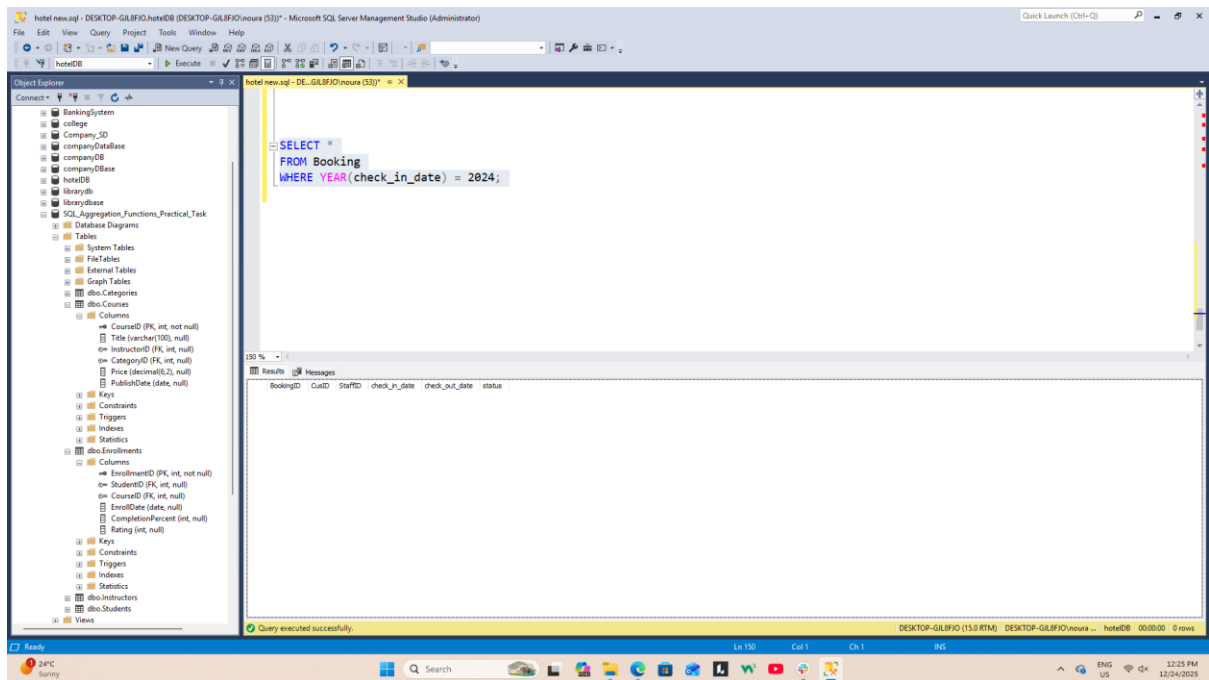 hotel new.sql - DESKTOP-GJL8FJO.hotelDB (DESKTOP-GJL8FJO\noura (53))* - Microsoft SQL Server Management Studio (Administrator)
Quick Launch (Ctrl+Q)
File Edit View Query Project Tools Window Help
New Query
hotelDB
Execute
Object Explorer
hotel new.sql - DE...GJL8FJO\noura (53))*
Connect
BankingSystem
college
Company_SD
companyDataBase
companyDB
companyDBase
hotelDB
librarydb
librarydbase
SQL_Aggregation_Functions_Practical_Task
Database Diagrams
Tables
System Tables
FileTables
External Tables
Graph Tables
dbo.Categories
dbo.Courses
Columns
CourseID (PK, int, not null)
Title (varchar(100), null)
InstructorID (FK, int, null)
CategoryID (FK, int, null)
Price (decimal(6,2), null)
PublishDate (date, null)
Keys
Constraints
Triggers
Indexes
Statistics
dbo.Enrollments
Columns
EnrollmentID (PK, int, not null)
StudentID (FK, int, null)
CourseID (FK, int, null)
EnrollDate (date, null)
CompletionPercent (int, null)
Rating (int, null)
Keys
Constraints
Triggers
Indexes
Statistics
dbo.Instructors
dbo.Students
Views
SELECT *
FROM Booking
WHERE YEAR(check_in_date) = 2024;
150 %
Results Messages
BookingID CusID StaffID check_in_date check_out_date status
Query executed successfully.
DESKTOP-GJL8FJO (15.0 RTM) DESKTOP-GJL8FJO\noura ... hotelDB 00:00:00 0 rows
Ready
Ln 150 Col 1 Ch 1 INS
1
24°C
Sunny
Search
ENG
US
12:25 PM
12/24/2025